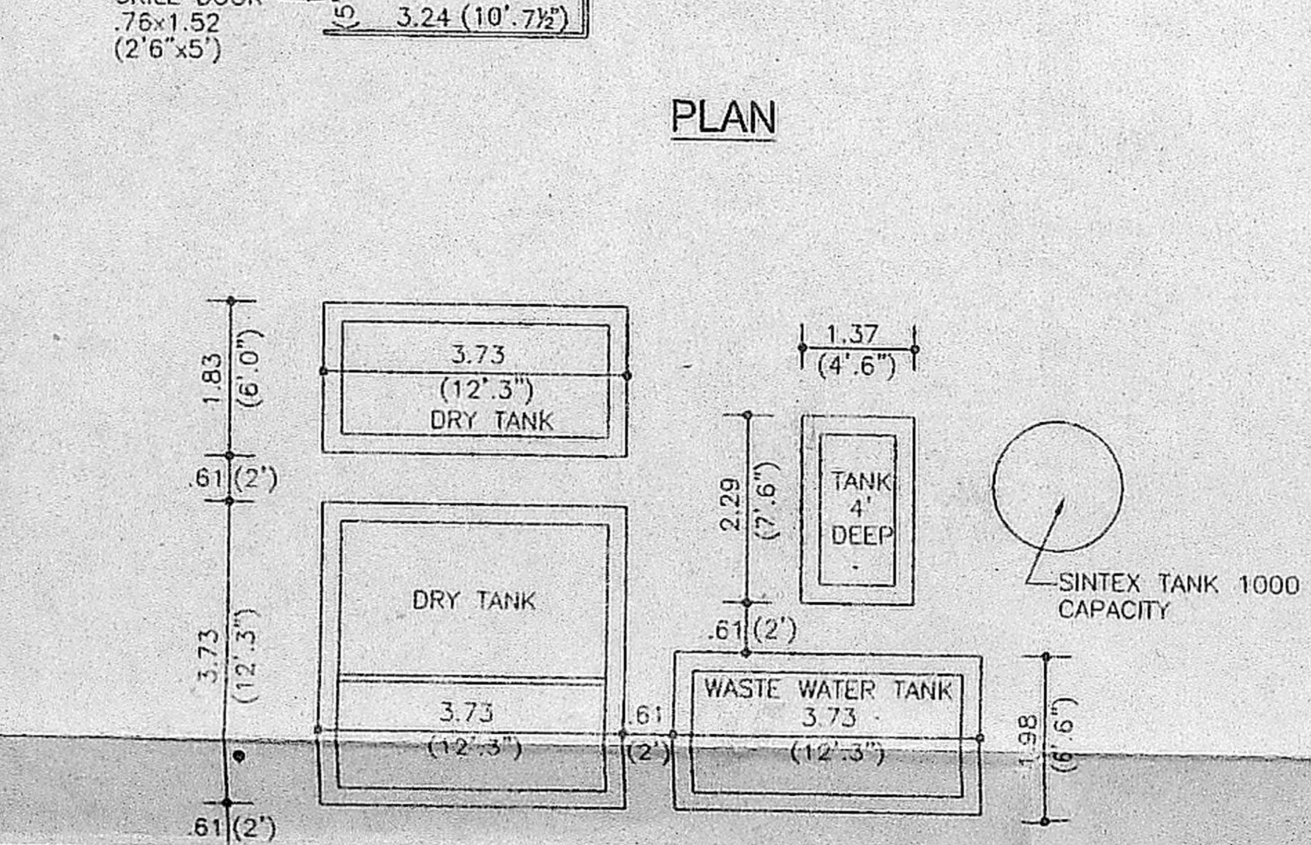 .76x1.52
(2'6"x5')
(5
3.24 (10'.7½")
PLAN
1.83
(6'.0")
3.73
(12'.3")
DRY TANK
.61 (2')
3.73
(12'.3")
DRY TANK
3.73
(12'.3")
.61 (2')
.61
(2')
1.37
(4'.6")
2.29
(7'.6")
TANK
4'
DEEP
.61 (2')
WASTE WATER TANK
3.73
(12'.3")
1.98
(6'.6")
SINTEX TANK 1000
CAPACITY